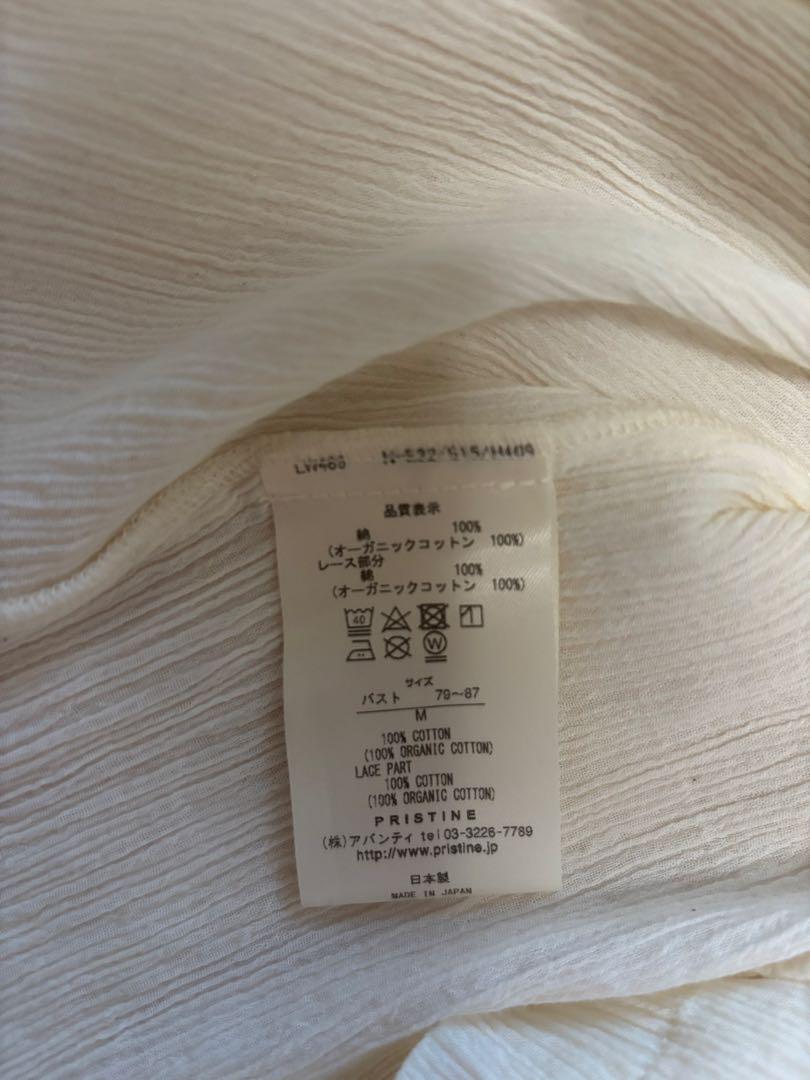 品質表示
綿 100%
(オーガニックコットン 100%)
レース部分
綿 100%
(オーガニックコットン 100%)
40
W
サイズ
バスト 79~87
M
100% COTTON
(100% ORGANIC COTTON)
LACE PART
100% COTTON
(100% ORGANIC COTTON)
PRISTINE
(株)アバンティ tel03-3226-7789
http://www.pristine.jp
日本製
MADE IN JAPAN